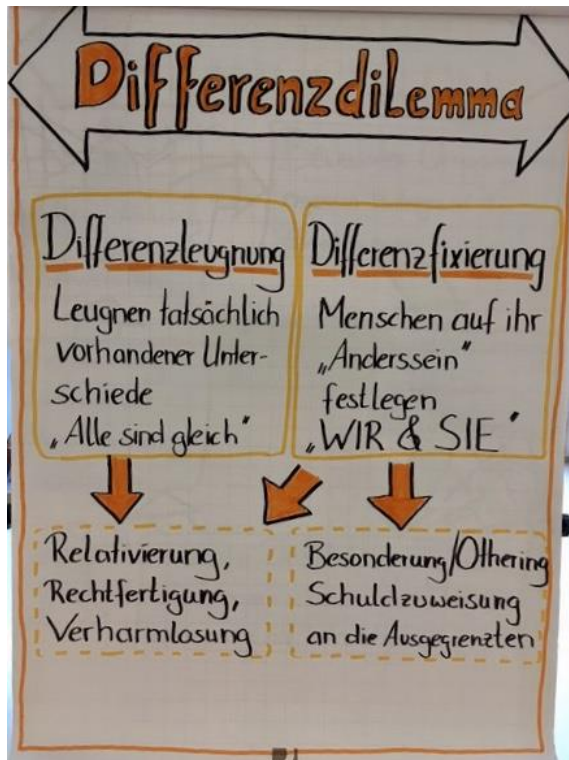 Differenzdilemma
Differenzleugnung
Leugnen tatsächlich
vorhandener Unter-
schiede
„Alle sind gleich"
Differenzfixierung
Menschen auf ihr
„Anderssein"
festlegen
„WIR & SIE"
Relativierung,
Rechtfertigung,
Verharmlosung
Besonderung/Othering
Schuldzuweisung
an die Ausgegrenzten